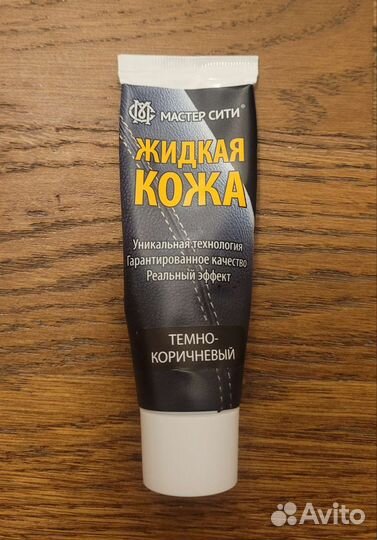 МАСТЕР СИТИ®
ЖИДКАЯ
КОЖА
Уникальная технология
Гарантированное качество
Реальный эффект
ТЕМНО-
КОРИЧНЕВЫЙ
Avito